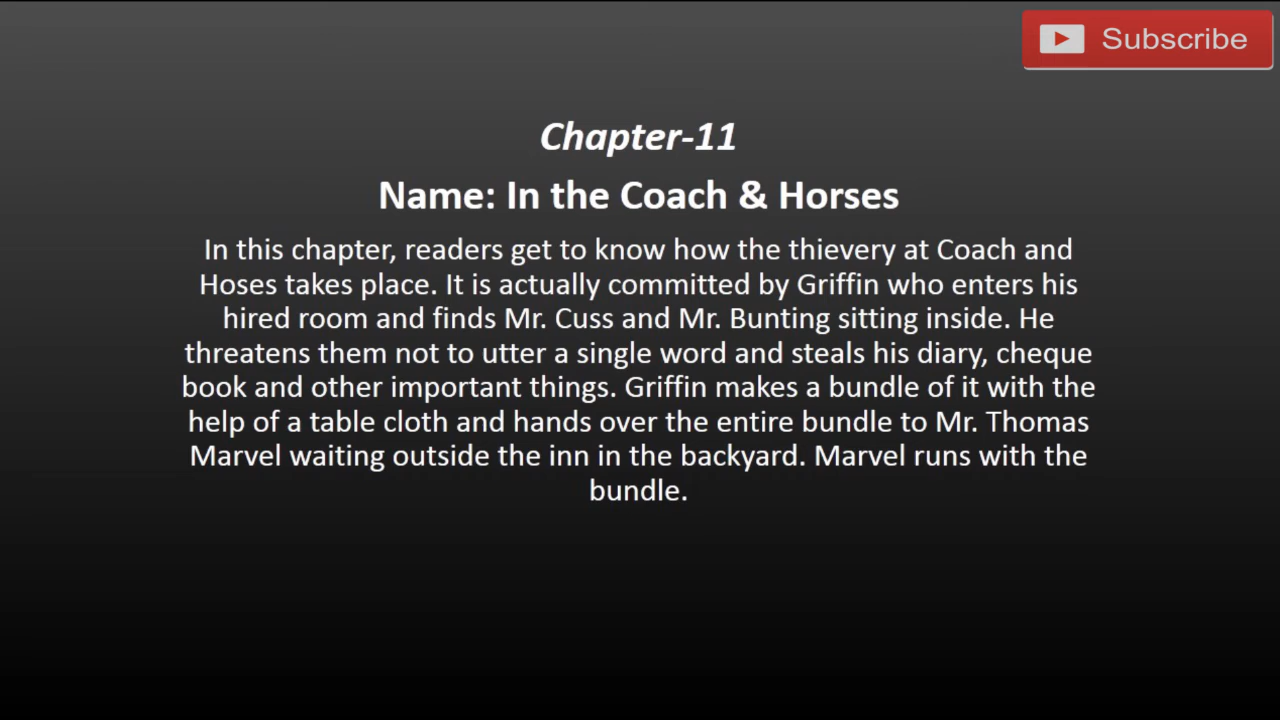 Subscribe
Chapter-11
Name: In the Coach & Horses
In this chapter, readers get to know how the thievery at Coach and
Hoses takes place. It is actually committed by Griffin who enters his
hired room and finds Mr. Cuss and Mr. Bunting sitting inside. He
threatens them not to utter a single word and steals his diary, cheque
book and other important things. Griffin makes a bundle of it with the
help of a table cloth and hands over the entire bundle to Mr. Thomas
Marvel waiting outside the inn in the backyard. Marvel runs with the
bundle.